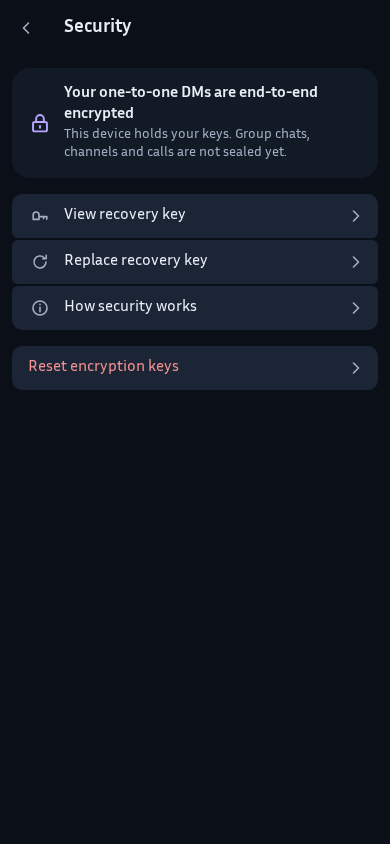 Security
Your one-to-one DMs are end-to-end
encrypted
This device holds your keys. Group chats,
channels and calls are not sealed yet.
View recovery key
Replace recovery key
How security works
Reset encryption keys